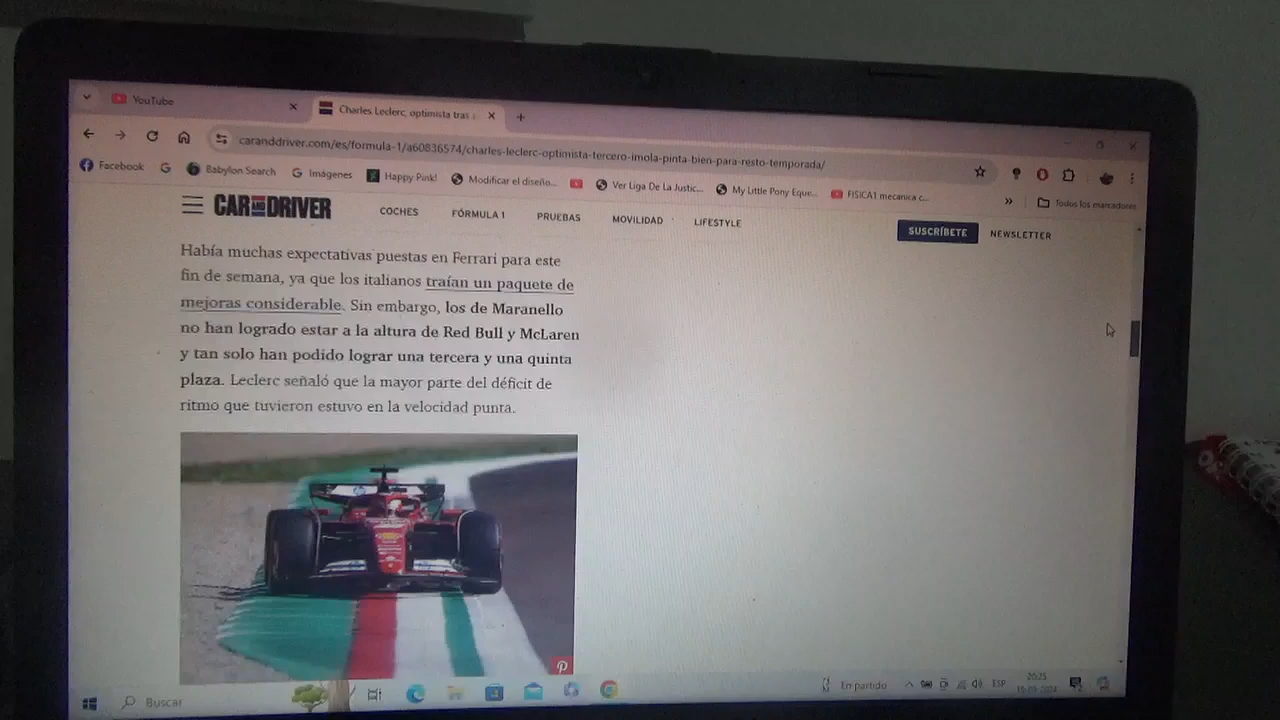 YouTube
Charles Leclerc, optimista tras
caranddriver.com/es/formula-1/a60836574/charles-leclerc-optimista-tercero-imola-pinta-bien-para-resto-temporada/
Facebook
Babylon Search
Imágenes
Happy Pink!
Modificar el diseño...
Ver Liga De La Justic...
My Little Pony Eque...
FISICA1 mecanica c...
»
Todos los marcadores
CAR AND DRIVER
COCHES
FÓRMULA 1
PRUEBAS
MOVILIDAD
LIFESTYLE
SUSCRÍBETE
NEWSLETTER
Había muchas expectativas puestas en Ferrari para este
fin de semana, ya que los italianos traían un paquete de
mejoras considerable. Sin embargo, los de Maranello
no han logrado estar a la altura de Red Bull y McLaren
y tan solo han podido lograr una tercera y una quinta
plaza. Leclerc señaló que la mayor parte del déficit de
ritmo que tuvieron estuvo en la velocidad punta.
Buscar
En partido
ESP
20:25
19-05-2024